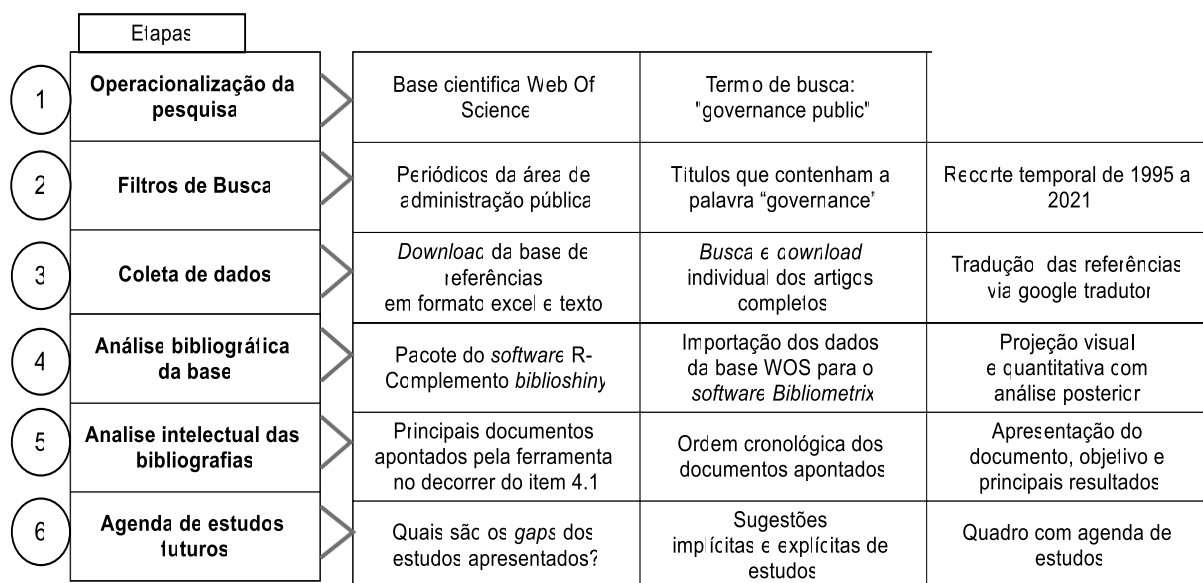 Etapas
1
Operacionalização da
pesquisa
Base cientifica Web Of
Science
Termo de busca:
"governance public"
2
Filtros de Busca
Periódicos da área de
administração pública
Titulos que contenham a
palavra “governance”
Recorte temporal de 1995 a
2021
3
Coleta de dados
Download da base de
referências
em formato excel e texto
Busca e download
individual dos artigos
completos
Tradução das referências
via google tradutor
4
Análise bibliográfica
da base
Pacote do software R-
Complemento biblioshiny
Importação dos dados
da base WOS para o
software Bibliometrix
Projeção visual
e quantitativa com
análise posterior
5
Analise intelectual das
bibliografias
Principais documentos
apontados pela ferramenta
no decorrer do item 4.1
Ordem cronológica dos
documentos apontados
Apresentação do
documento, objetivo e
principais resultados
6
Agenda de estudos
futuros
Quais são os gaps dos
estudos apresentados?
Sugestões
implícitas e explícitas de
estudos
Quadro com agenda de
estudos